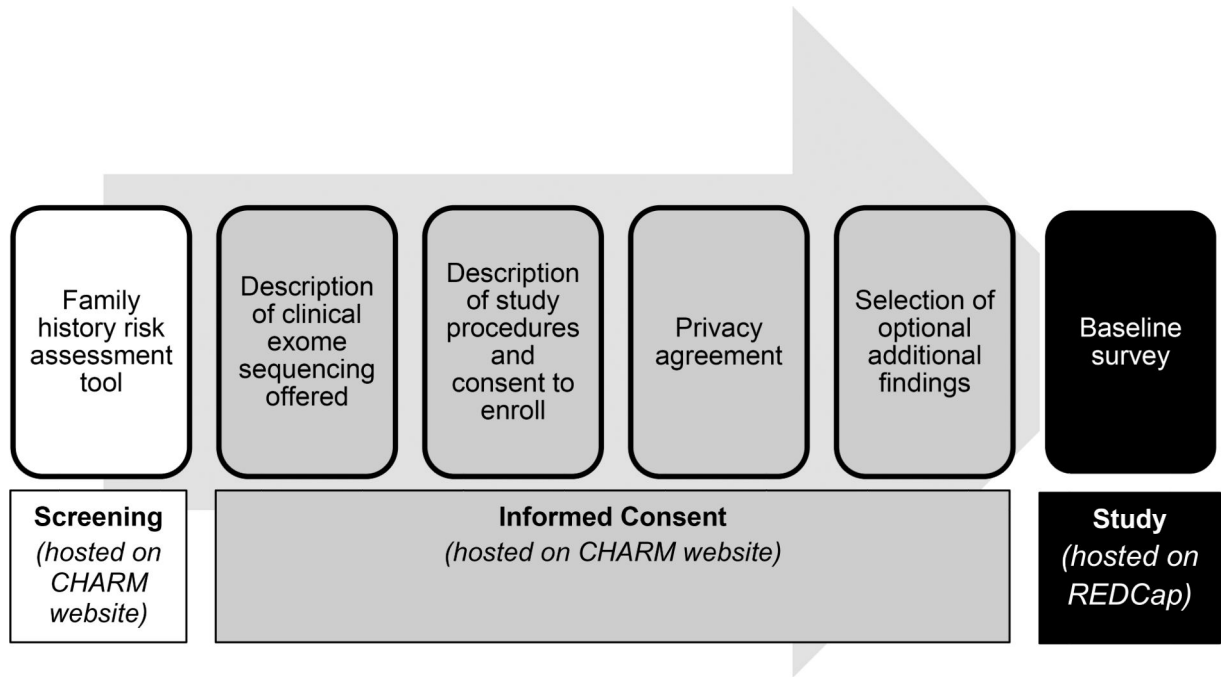 Family
history risk
assessment
tool
Description
of clinical
exome
sequencing
offered
Description
of study
procedures
and
consent to
enroll
Privacy
agreement
Selection of
optional
additional
findings
Baseline
survey
Screening
(hosted on
CHARM
website)
Informed Consent
(hosted on CHARM website)
Study
(hosted on
REDCap)